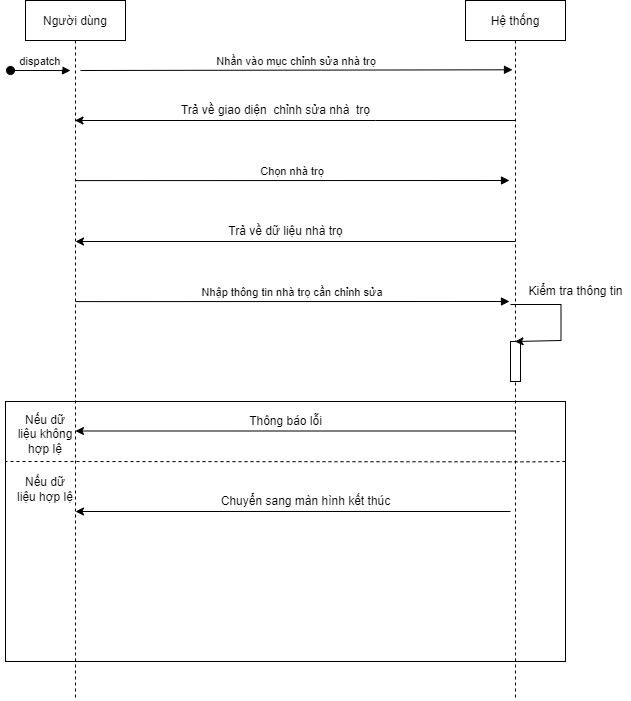 Người dùng
Hệ thống
dispatch
Nhấn vào mục chỉnh sửa nhà trọ
Trả về giao diện chỉnh sửa nhà trọ
Chọn nhà trọ
Trả về dữ liệu nhà trọ
Nhập thông tin nhà trọ cần chỉnh sửa
Kiểm tra thông tin
Nếu dữ
liệu không
hợp lệ
Thông báo lỗi
Nếu dữ
liệu hợp lệ
Chuyển sang màn hình kết thúc